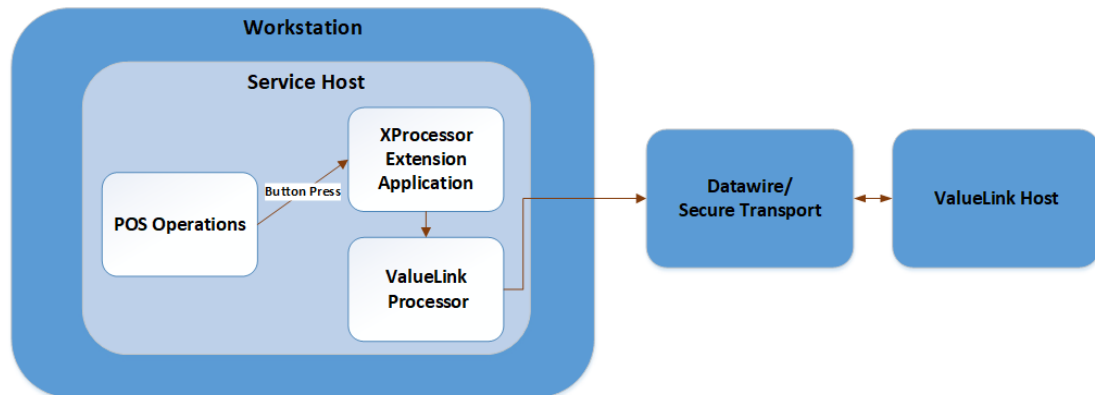 Workstation
Service Host
POS Operations
Button Press
XProcessor
Extension
Application
ValueLink
Processor
Datawire/
Secure Transport
ValueLink Host